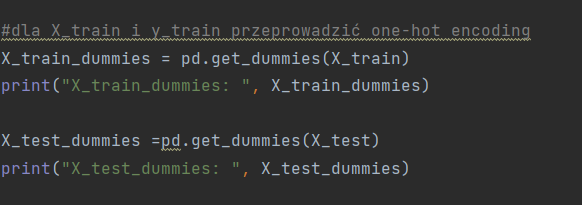 #dla X_train i y_train przeprowadzić one-hot encoding
X_train_dummies = pd.get_dummies(X_train)
print("X_train_dummies: ", X_train_dummies)
X_test_dummies =pd.get_dummies(X_test)
print("X_test_dummies: ", X_test_dummies)